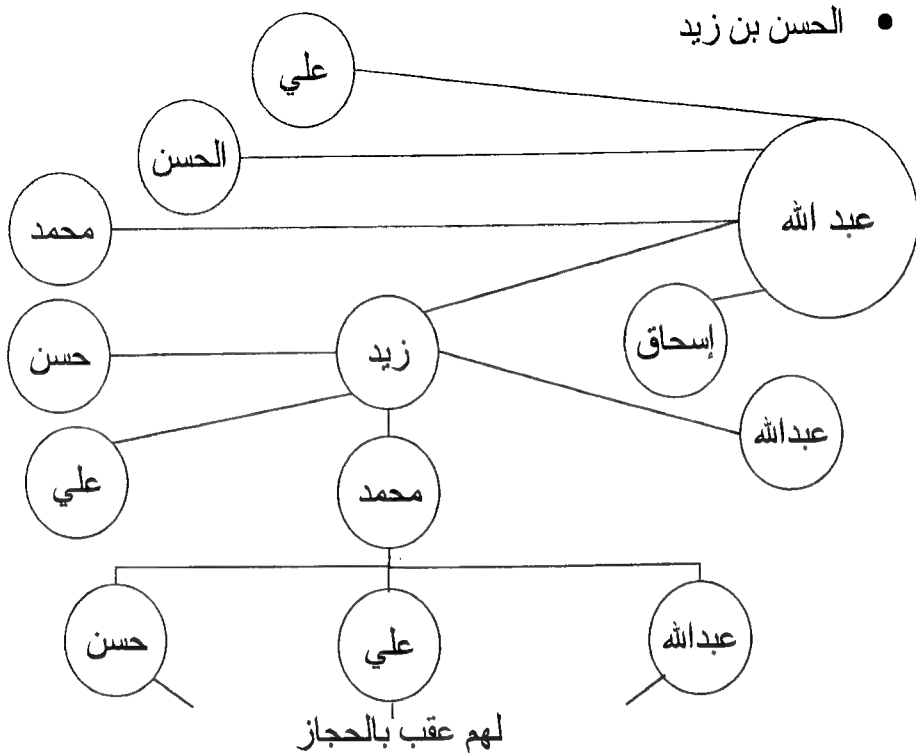 • الحسن بن زيد
علي
الحسن
عبد الله
محمد
إسحاق
زيد
حسن
عبدالله
علي
محمد
عبدالله
علي
حسن
لهم عقب بالحجاز